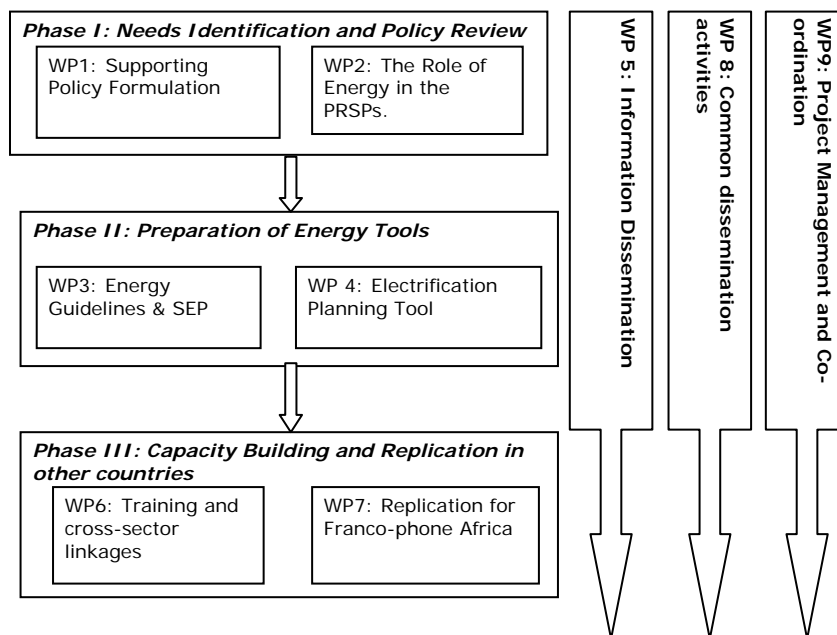 Phase I: Needs Identification and Policy Review
WP1: Supporting
Policy Formulation
WP2: The Role of
Energy in the
PRSPs.
Phase II: Preparation of Energy Tools
WP3: Energy
Guidelines & SEP
WP 4: Electrification
Planning Tool
Phase III: Capacity Building and Replication in
other countries
WP6: Training and
cross-sector
linkages
WP7: Replication for
Franco-phone Africa
WP 5: Information Dissemination
WP 8: Common dissemination
activities
WP9: Project Management and Co-
ordination